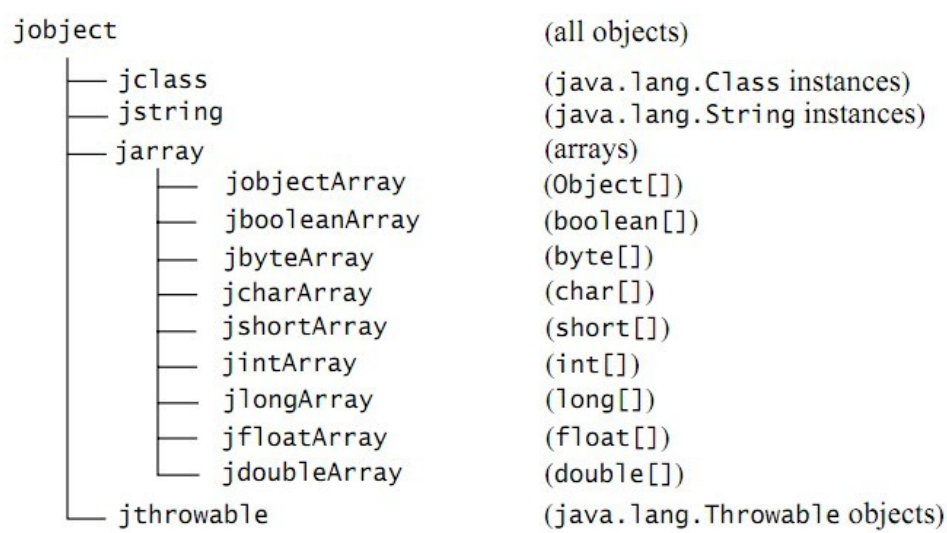 jobject (all objects)
jclass (java.lang.Class instances)
jstring (java.lang.String instances)
jarray (arrays)
jobjectArray (Object[])
jbooleanArray (boolean[])
jbyteArray (byte[])
jcharArray (char[])
jshortArray (short[])
jintArray (int[])
jlongArray (long[])
jfloatArray (float[])
jdoubleArray (double[])
jthrowable (java.lang.Throwable objects)